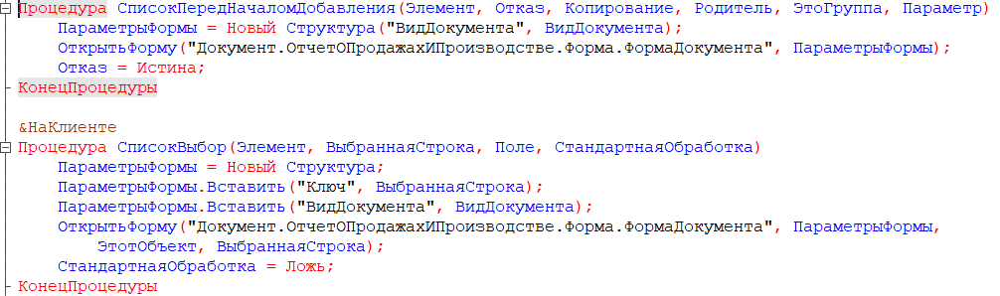 Процедура СписокПередНачаломДобавления(Элемент, Отказ, Копирование, Родитель, ЭтоГруппа, Параметр)
ПараметрыФормы = Новый Структура("ВидДокумента", ВидДокумента);
ОткрытьФорму("Документ.ОтчетОПродажахИПроизводстве.Форма.ФормаДокумента", ПараметрыФормы);
Отказ = Истина;
КонецПроцедуры
&НаКлиенте
Процедура СписокВыбор(Элемент, ВыбраннаяСтрока, Поле, СтандартнаяОбработка)
ПараметрыФормы = Новый Структура;
ПараметрыФормы.Вставить("Ключ", ВыбраннаяСтрока);
ПараметрыФормы.Вставить("ВидДокумента", ВидДокумента);
ОткрытьФорму("Документ.ОтчетОПродажахИПроизводстве.Форма.ФормаДокумента", ПараметрыФормы,
ЭтотОбъект, ВыбраннаяСтрока);
СтандартнаяОбработка = Ложь;
КонецПроцедуры